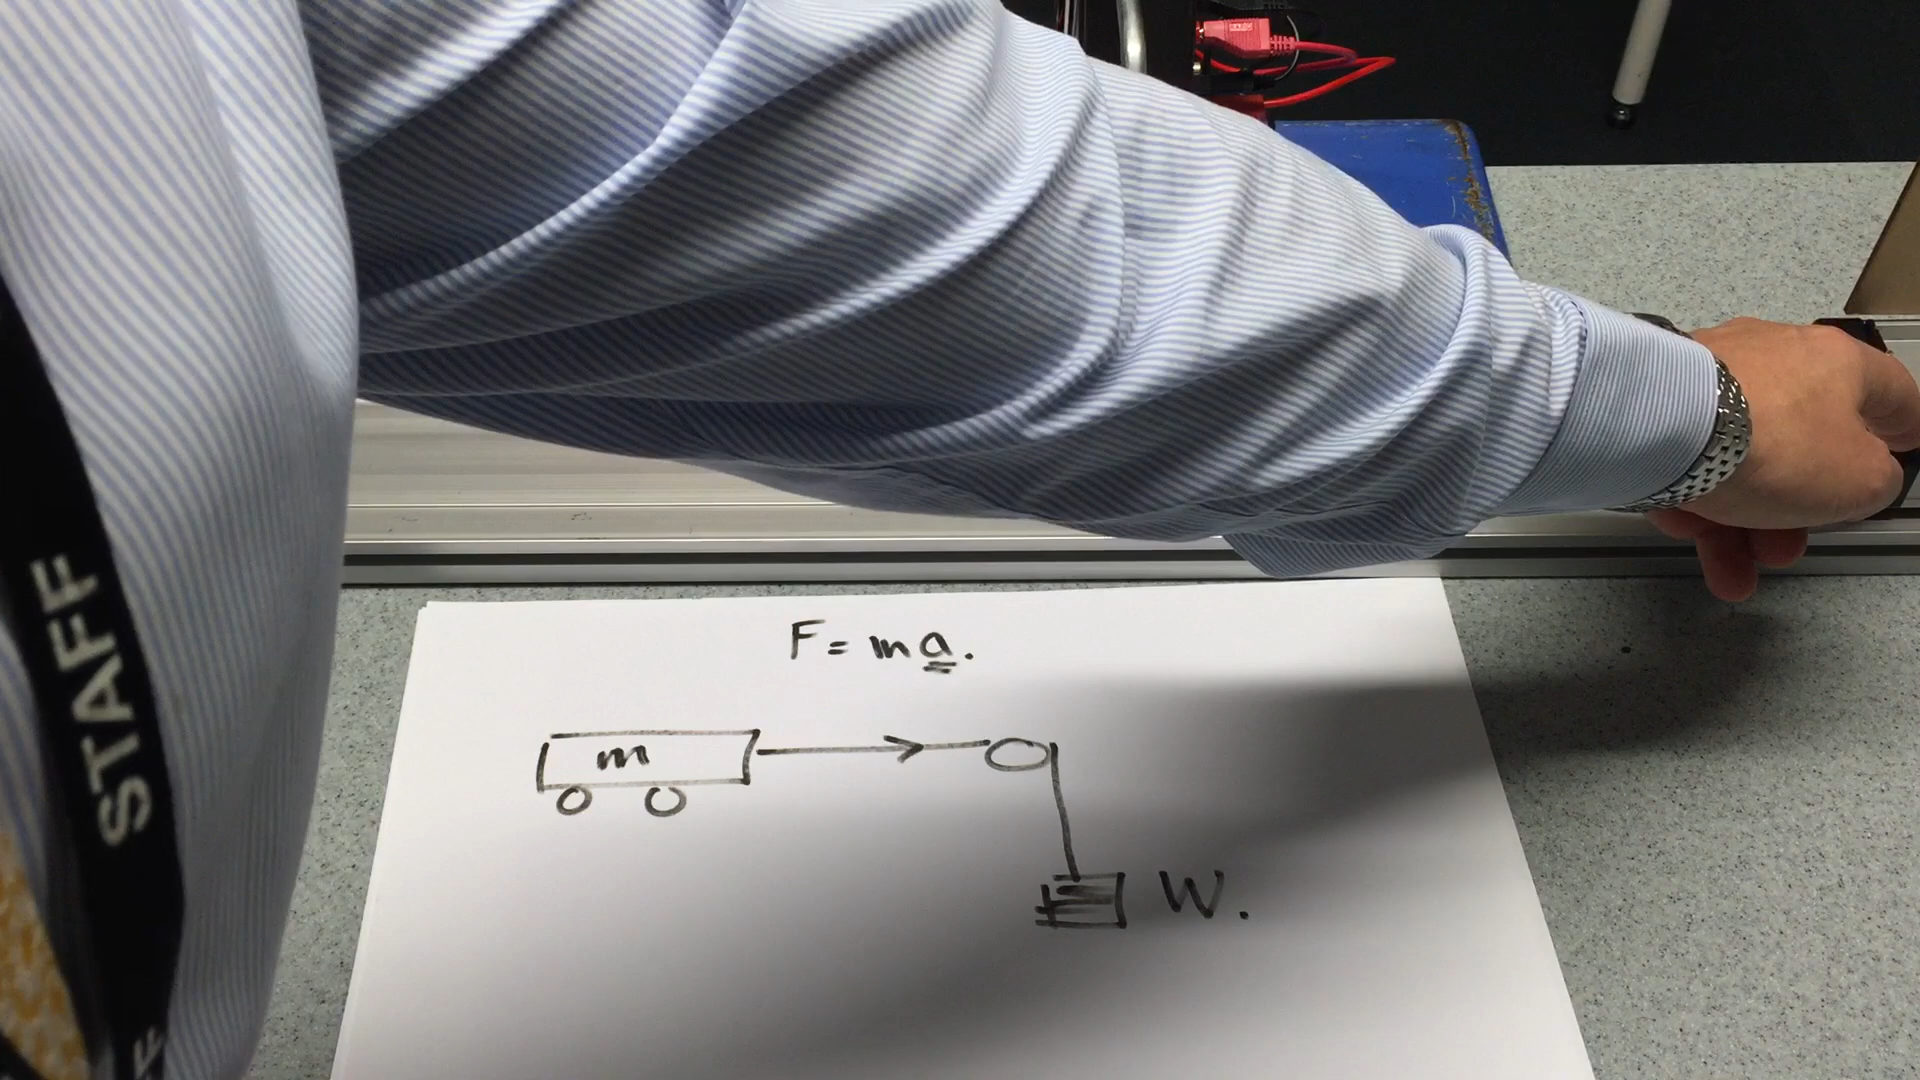 F = ma.
m
W.
STAFF